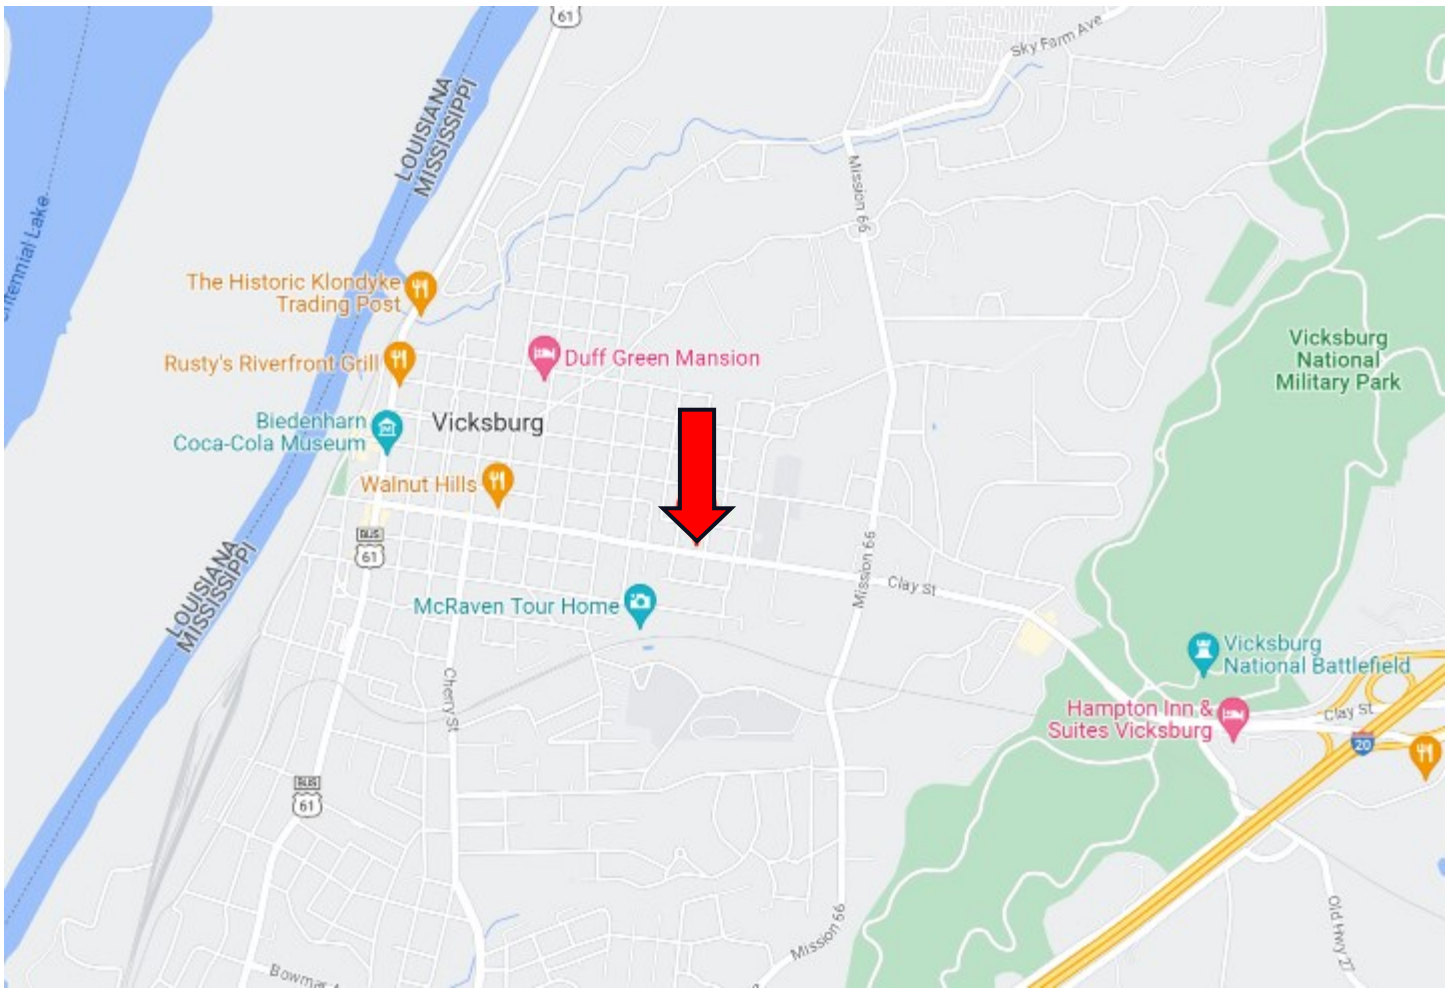 61
Sky Farm Ave
LOUISIANA
MISSISSIPPI
Mission 66
The Historic Klondyke
Trading Post
Rusty's Riverfront Grill
Duff Green Mansion
Vicksburg
National
Military Park
Biedenharn
Coca-Cola Museum
Vicksburg
Walnut Hills
BUS
61
LOUISIANA
MISSISSIPPI
Mission 66
Clay St
McRaven Tour Home
Vicksburg
National Battlefield
Cherry St
Hampton Inn &
Suites Vicksburg
Clay St
20
BUS
61
Old Hwy 27
Mission 66